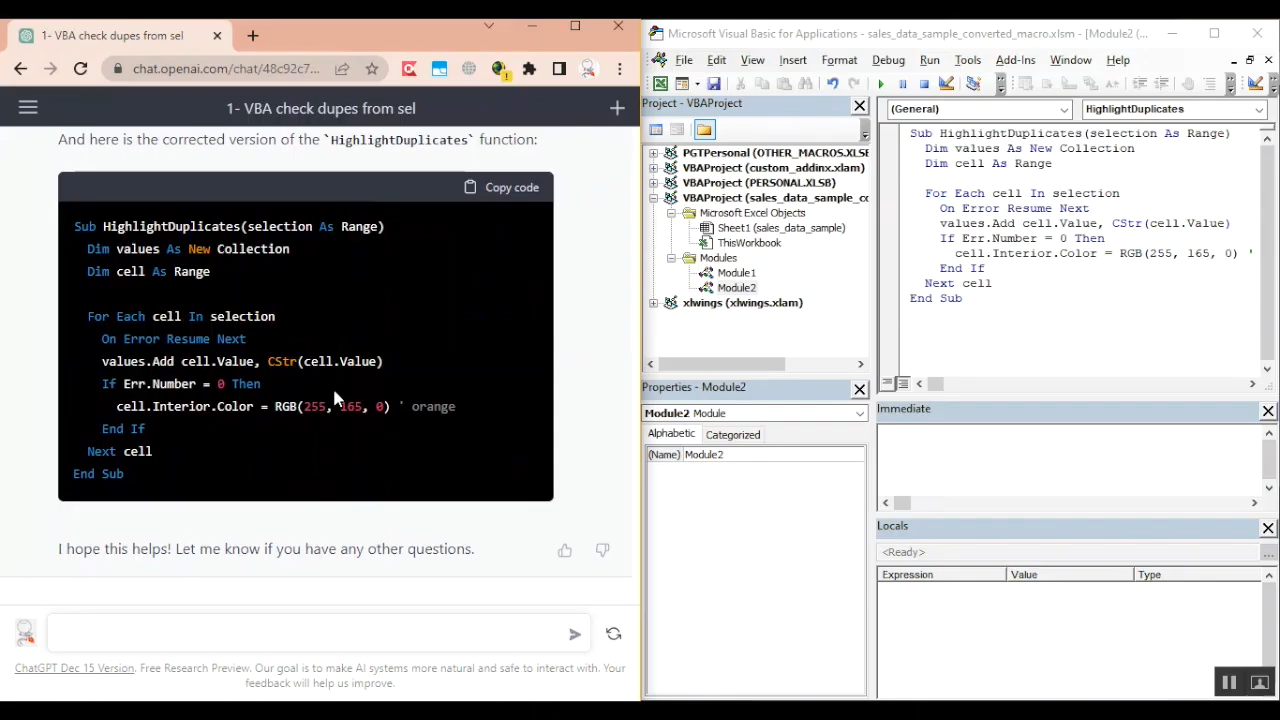 1- VBA check dupes from sel
chat.openai.com/chat/48c92c7...
1- VBA check dupes from sel
And here is the corrected version of the `HighlightDuplicates` function:
Copy code
Sub HighlightDuplicates(selection As Range)
Dim values As New Collection
Dim cell As Range
For Each cell In selection
On Error Resume Next
values.Add cell.Value, CStr(cell.Value)
If Err.Number = 0 Then
cell.Interior.Color = RGB(255, 165, 0) ' orange
End If
Next cell
End Sub
I hope this helps! Let me know if you have any other questions.
ChatGPT Dec 15 Version. Free Research Preview. Our goal is to make AI systems more natural and safe to interact with. Your
feedback will help us improve.
Microsoft Visual Basic for Applications - sales_data_sample_converted_macro.xlsm - [Module2 (...
File Edit View Insert Format Debug Run Tools Add-Ins Window Help
Project - VBAProject
PGTPersonal (OTHER_MACROS.XLSB
VBAProject (custom_addinx.xlam)
VBAProject (PERSONAL.XLSB)
VBAProject (sales_data_sample_co
Microsoft Excel Objects
Sheet1 (sales_data_sample)
ThisWorkbook
Modules
Module1
Module2
xlwings (xlwings.xlam)
Properties - Module2
Module2 Module
Alphabetic Categorized
(Name) Module2
(General) HighlightDuplicates
Sub HighlightDuplicates(selection As Range)
Dim values As New Collection
Dim cell As Range
For Each cell In selection
On Error Resume Next
values.Add cell.Value, CStr(cell.Value)
If Err.Number = 0 Then
cell.Interior.Color = RGB(255, 165, 0) '
End If
Next cell
End Sub
Immediate
Locals
<Ready>
Expression Value Type